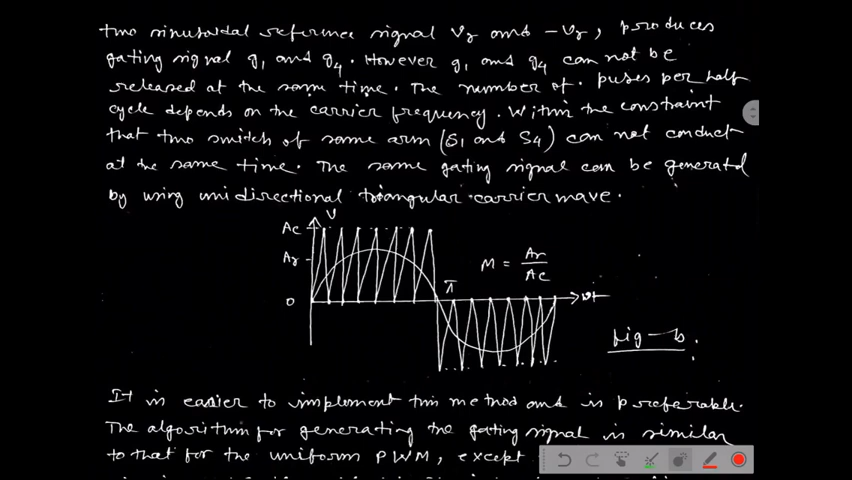 two sinusoidal reference signal Vr and -Vr, produces
gating signal g1 and g4. However g1 and g4 can not be
released at the same time. The number of. puses per half
cycle depends on the carrier frequency. Within the constraint
that two switch of same arm (S1 and S4) can not conduct
at the same time. The same gating signal can be generated
by using unidirectional triangular carrier wave.
V
Ac
Ar
M = Ar/Ac
π
0
wt
fig-b.
It is easier to implement this method and is preferable.
The algorithm for generating the gating signal is similar
to that for the uniform PWM, except